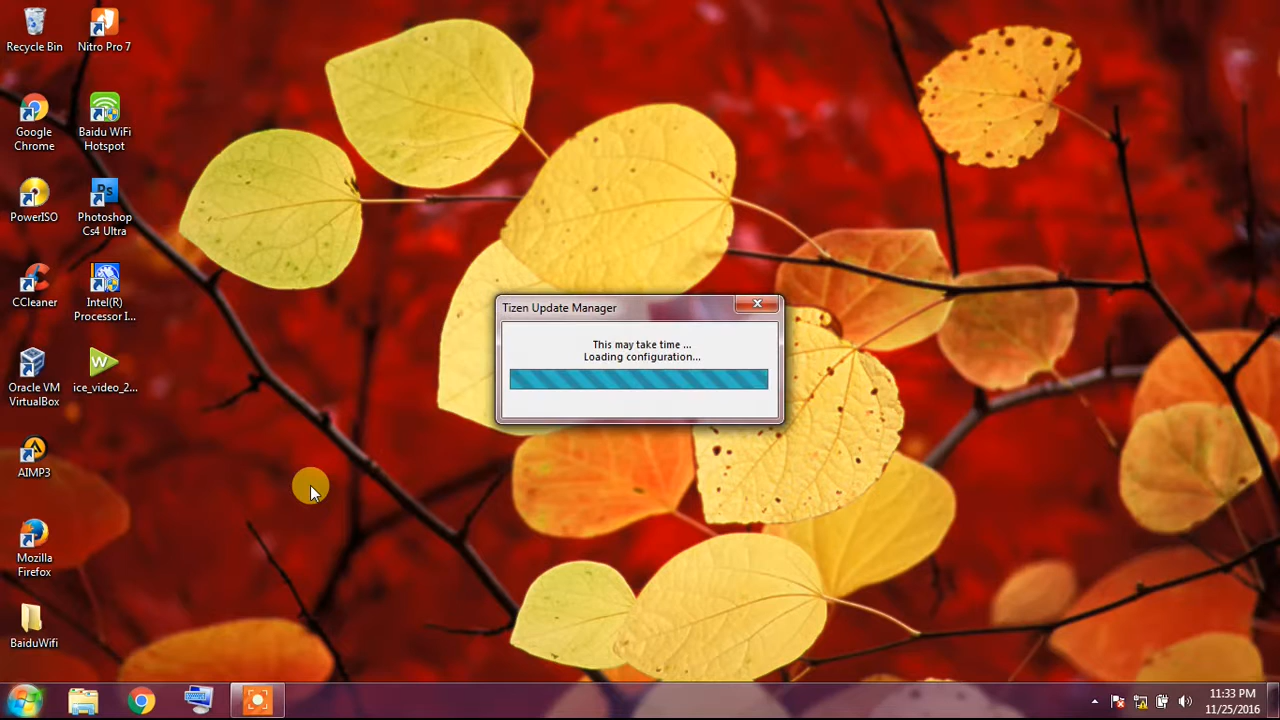 Recycle Bin
Nitro Pro 7
Google
Chrome
Baidu WiFi
Hotspot
PowerISO
Ps
Photoshop
Cs4 Ultra
CCleaner
Intel(R)
Processor I...
Oracle VM
VirtualBox
W
ice_video_2...
AIMP3
Mozilla
Firefox
BaiduWifi
Tizen Update Manager
This may take time ...
Loading configuration...
11:33 PM
11/25/2016